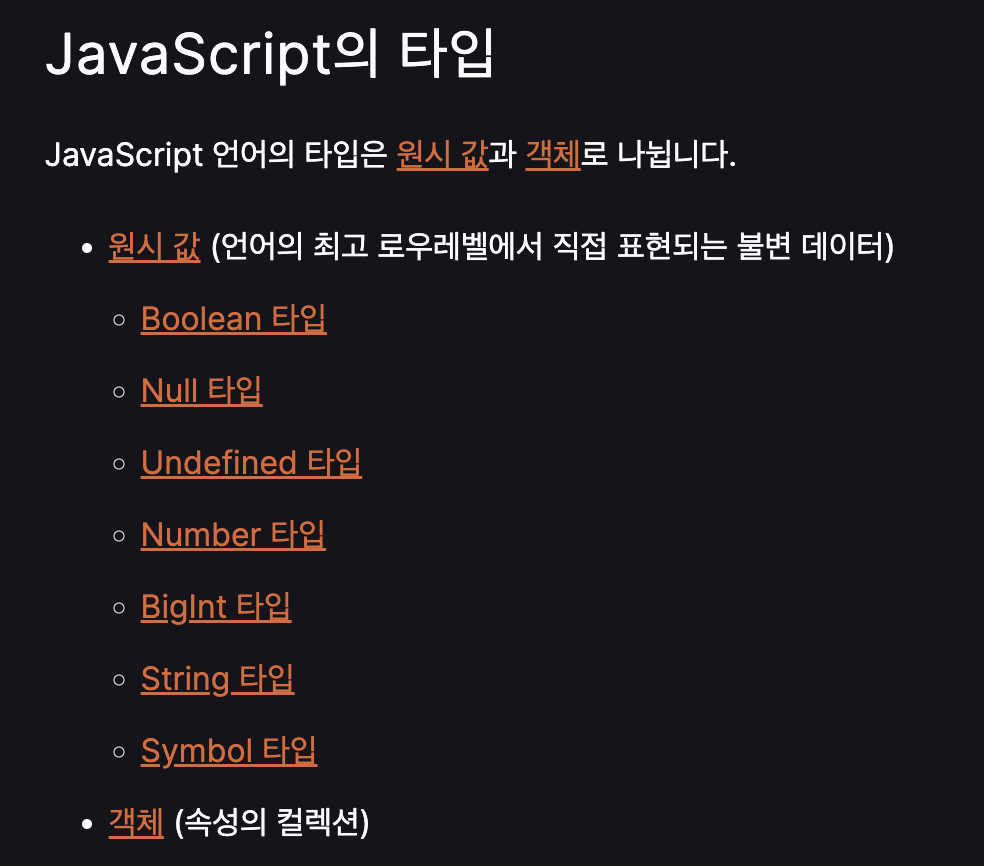 JavaScript의 타입
JavaScript 언어의 타입은 원시 값과 객체로 나뉩니다.
원시 값 (언어의 최고 로우레벨에서 직접 표현되는 불변 데이터)
Boolean 타입
Null 타입
Undefined 타입
Number 타입
BigInt 타입
String 타입
Symbol 타입
객체 (속성의 컬렉션)